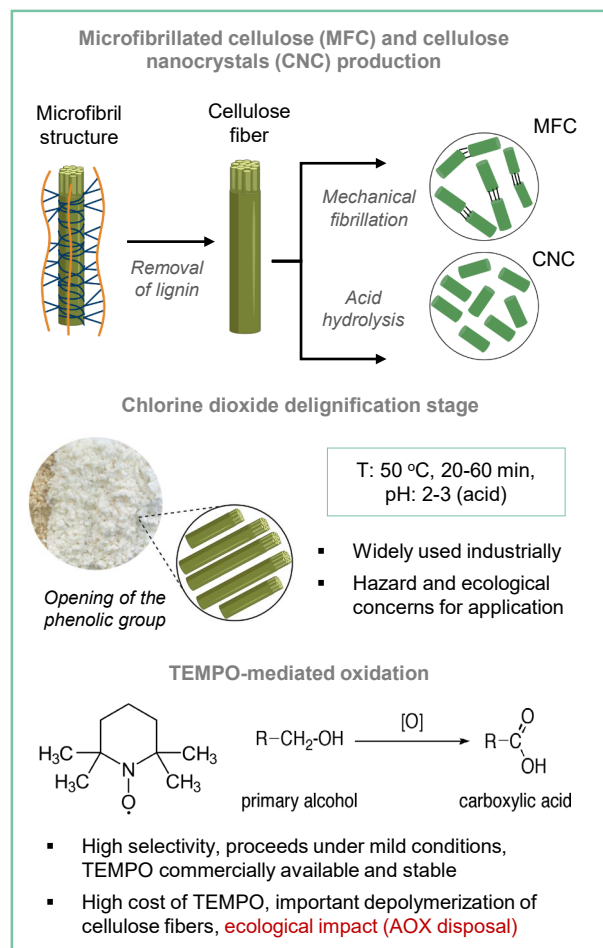 Microfibrillated cellulose (MFC) and cellulose
nanocrystals (CNC) production
Microfibril
structure
Cellulose
fiber
MFC
Mechanical
fibrillation
Removal
of lignin
CNC
Acid
hydrolysis
Chlorine dioxide delignification stage
T: 50 °C, 20-60 min,
pH: 2-3 (acid)
▪ Widely used industrially
▪ Hazard and ecological
concerns for application
Opening of the
phenolic group
TEMPO-mediated oxidation
H₃C
H₃C
N
O
CH₃
CH₃
R–CH₂-OH
[O]
R–C
O
OH
primary alcohol
carboxylic acid
▪ High selectivity, proceeds under mild conditions,
TEMPO commercially available and stable
▪ High cost of TEMPO, important depolymerization of
cellulose fibers, ecological impact (AOX disposal)